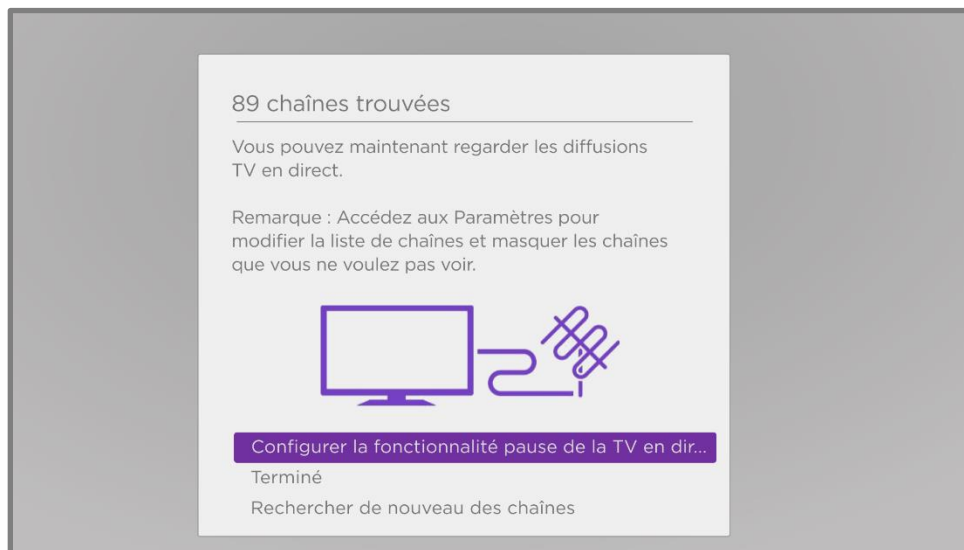 89 chaînes trouvées
Vous pouvez maintenant regarder les diffusions
TV en direct.
Remarque : Accédez aux Paramètres pour
modifier la liste de chaînes et masquer les chaînes
que vous ne voulez pas voir.
Configurer la fonctionnalité pause de la TV en dir...
Terminé
Rechercher de nouveau des chaînes